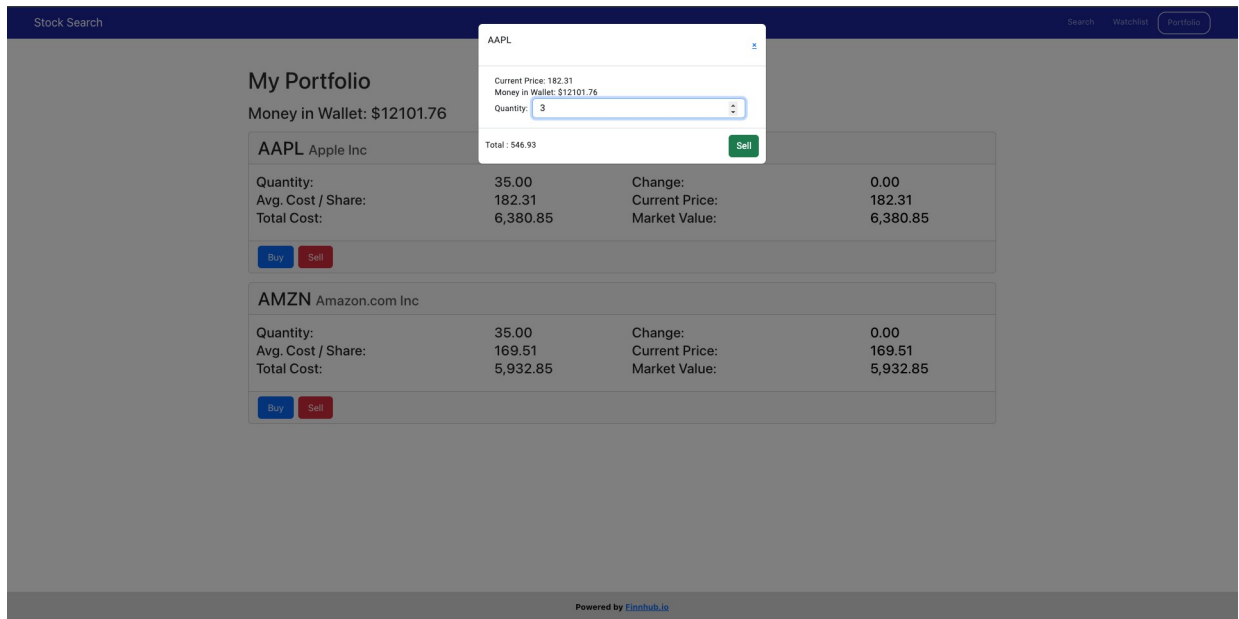 Stock Search
Search Watchlist Portfolio
AAPL
×
Current Price: 182.31
Money in Wallet: $12101.76
Quantity: 3
Total : 546.93 Sell
My Portfolio
Money in Wallet: $12101.76
AAPL Apple Inc
Quantity: 35.00 Change: 0.00
Avg. Cost / Share: 182.31 Current Price: 182.31
Total Cost: 6,380.85 Market Value: 6,380.85
Buy Sell
AMZN Amazon.com Inc
Quantity: 35.00 Change: 0.00
Avg. Cost / Share: 169.51 Current Price: 169.51
Total Cost: 5,932.85 Market Value: 5,932.85
Buy Sell
Powered by Finnhub.io